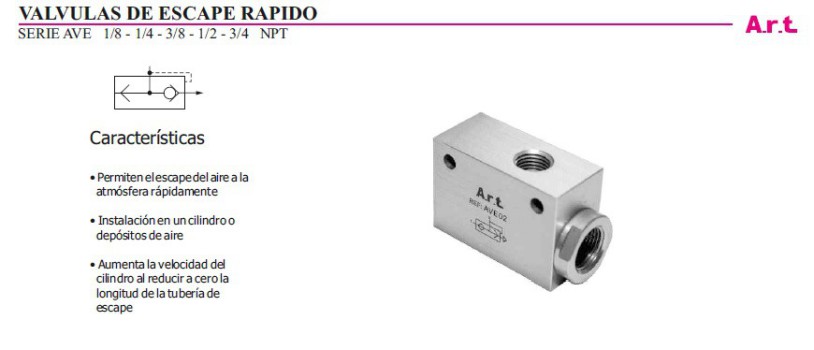 VALVULAS DE ESCAPE RAPIDO
SERIE AVE 1/8 - 1/4 - 3/8 - 1/2 - 3/4 NPT
A.r.t.
Características
• Permiten el escape del aire a la
atmósfera rápidamente
• Instalación en un cilindro o
depósitos de aire
• Aumenta la velocidad del
cilindro al reducir a cero la
longitud de la tubería de
escape
A.r.t.
REF: AVE02